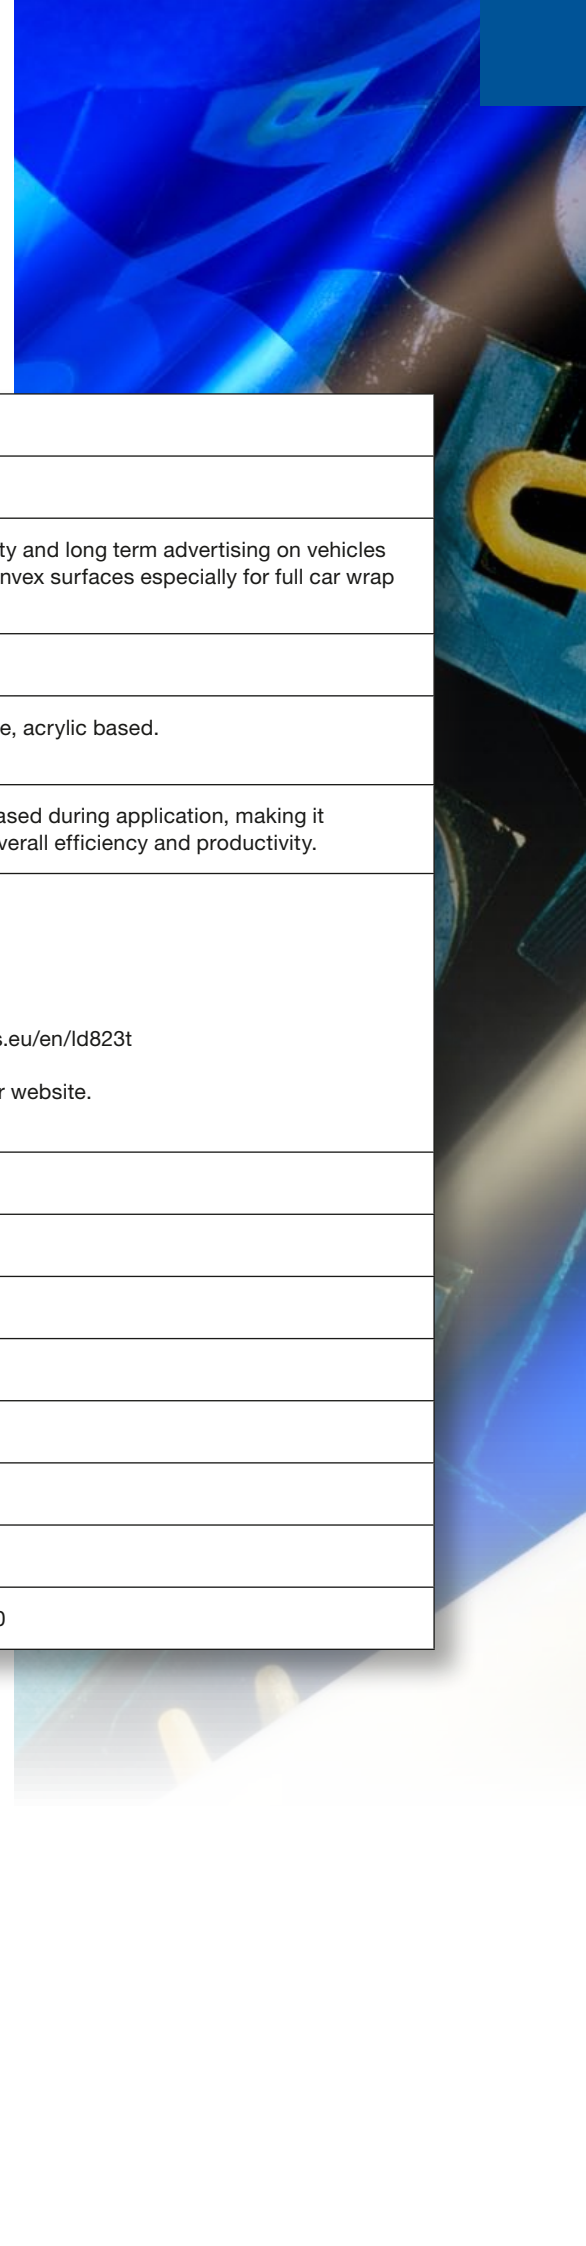 ty and long term advertising on vehicles
nvex surfaces especially for full car wrap
e, acrylic based.
ased during application, making it
verall efficiency and productivity.
s.eu/en/ld823t
r website.
0